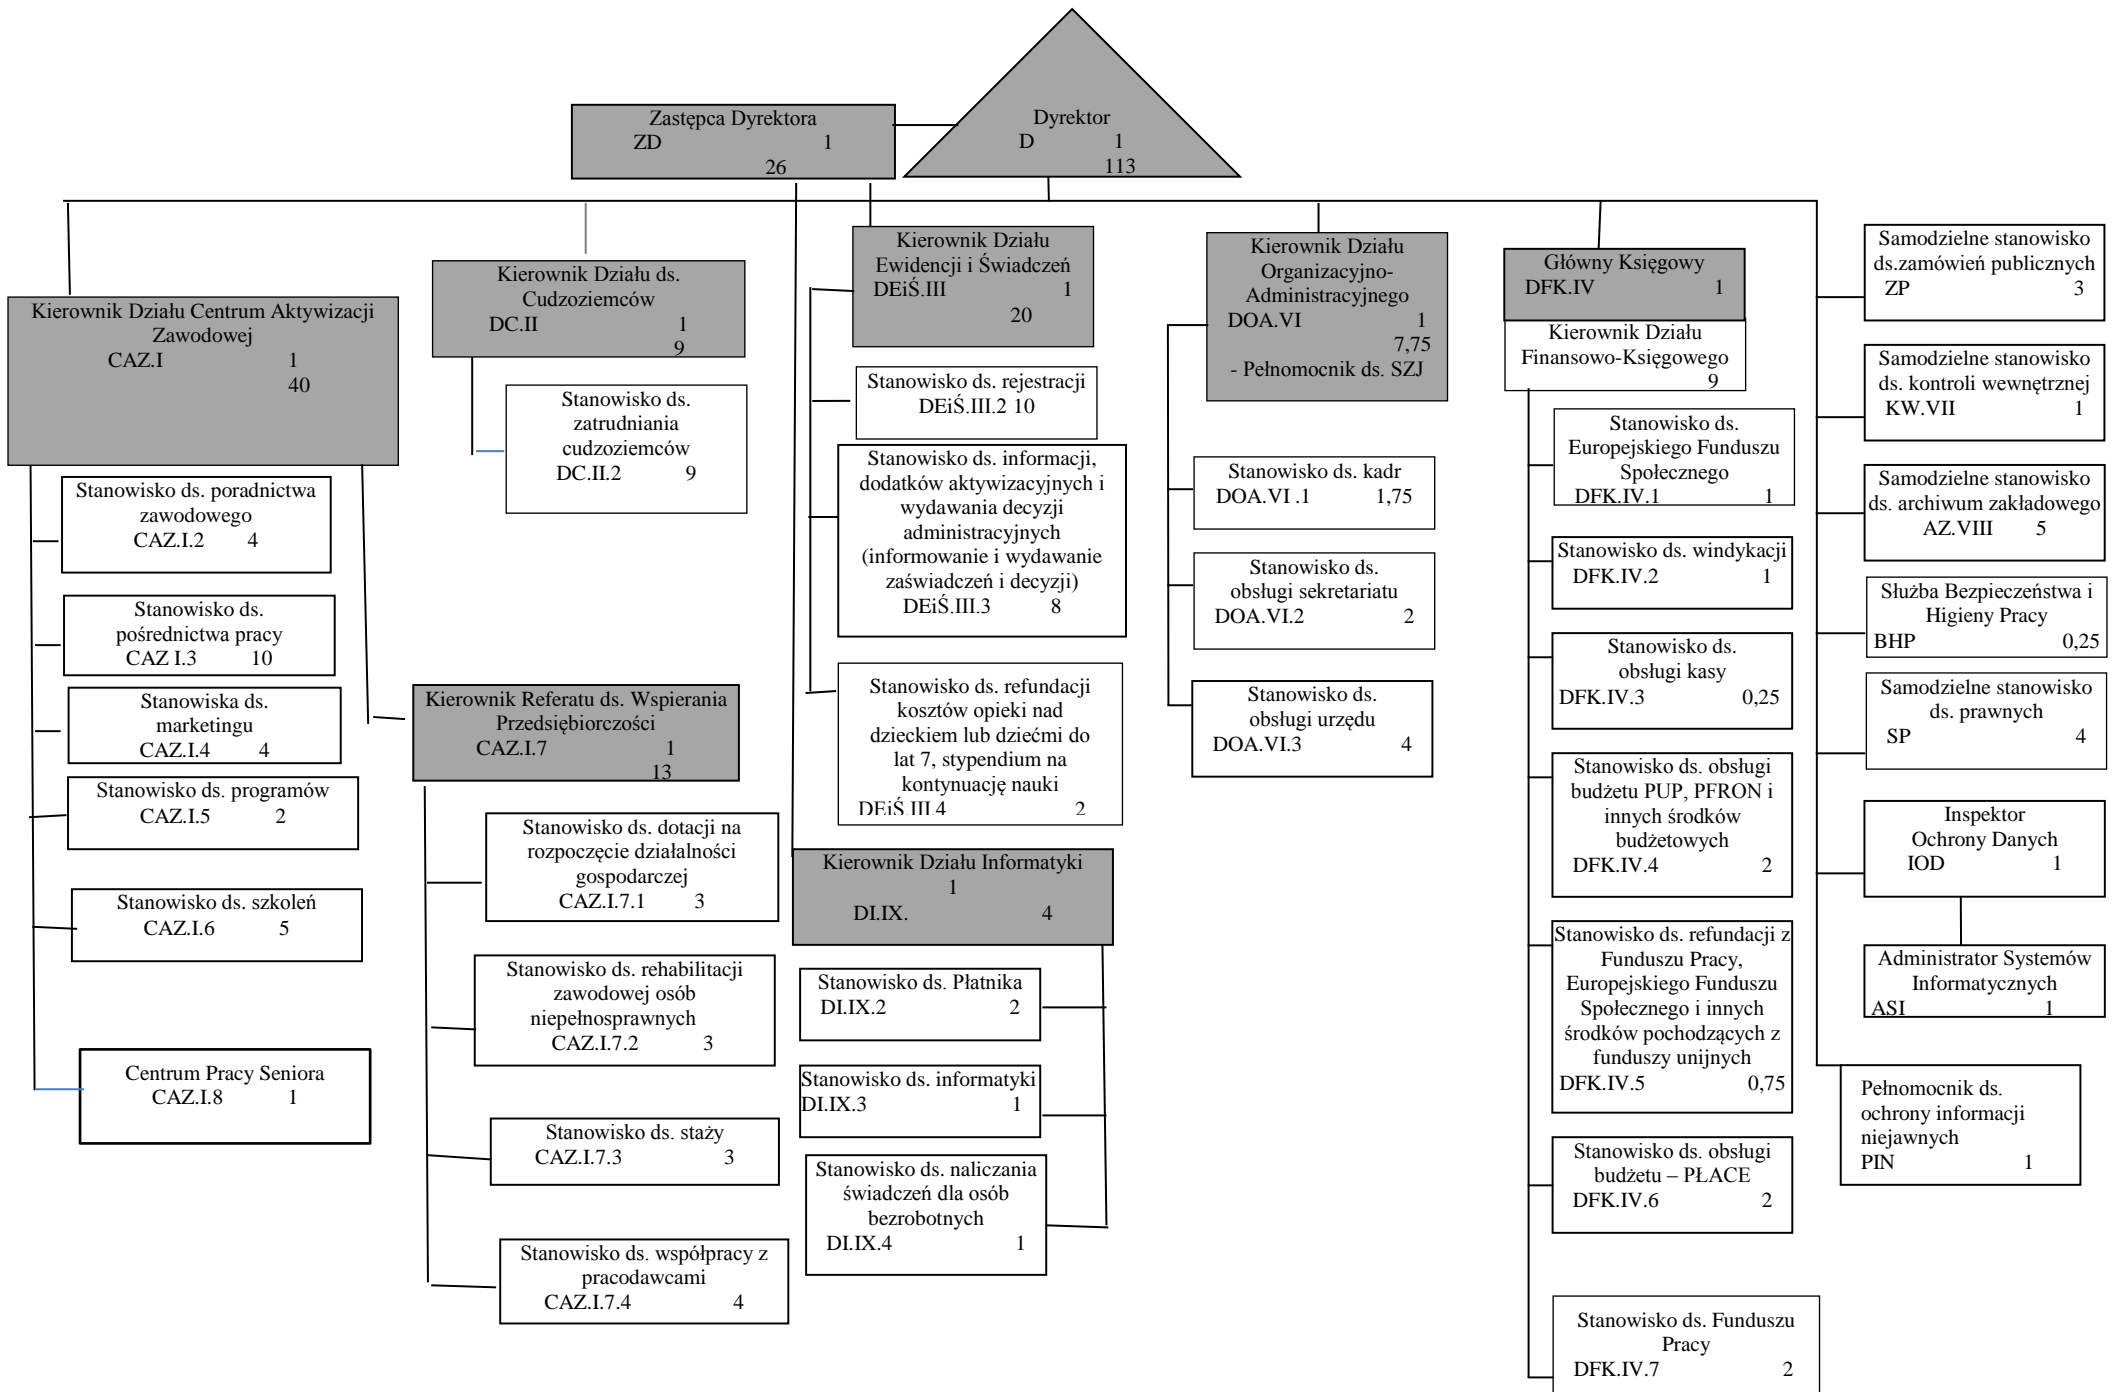 Zastępca Dyrektora
ZD 1
26
Dyrektor
D 1
113
Kierownik Działu Centrum Aktywizacji
Zawodowej
CAZ.I 1
40
Stanowisko ds. poradnictwa
zawodowego
CAZ.I.2 4
Stanowisko ds.
pośrednictwa pracy
CAZ I.3 10
Stanowiska ds.
marketingu
CAZ.I.4 4
Stanowisko ds. programów
CAZ.I.5 2
Stanowisko ds. szkoleń
CAZ.I.6 5
Centrum Pracy Seniora
CAZ.I.8 1
Kierownik Referatu ds. Wspierania
Przedsiębiorczości
CAZ.I.7 1
13
Stanowisko ds. dotacji na
rozpoczęcie działalności
gospodarczej
CAZ.I.7.1 3
Stanowisko ds. rehabilitacji
zawodowej osób
niepełnosprawnych
CAZ.I.7.2 3
Stanowisko ds. staży
CAZ.I.7.3 3
Stanowisko ds. współpracy z
pracodawcami
CAZ.I.7.4 4
Kierownik Działu ds.
Cudzoziemców
DC.II 1
9
Stanowisko ds.
zatrudniania
cudzoziemców
DC.II.2 9
Kierownik Działu
Ewidencji i Świadczeń
DEiŚ.III 1
20
Stanowisko ds. rejestracji
DEiŚ.III.2 10
Stanowisko ds. informacji,
dodatków aktywizacyjnych i
wydawania decyzji
administracyjnych
(informowanie i wydawanie
zaświadczeń i decyzji)
DEiŚ.III.3 8
Stanowisko ds. refundacji
kosztów opieki nad
dzieckiem lub dziećmi do
lat 7, stypendium na
kontynuację nauki
DEiŚ.III.4 2
Kierownik Działu Informatyki
1
DI.IX. 4
Stanowisko ds. Płatnika
DI.IX.2 2
Stanowisko ds. informatyki
DI.IX.3 1
Stanowisko ds. naliczania
świadczeń dla osób
bezrobotnych
DI.IX.4 1
Kierownik Działu
Organizacyjno-
Administracyjnego
DOA.VI 1
7,75
- Pełnomocnik ds. SZJ
Stanowisko ds. kadr
DOA.VI .1 1,75
Stanowisko ds.
obsługi sekretariatu
DOA.VI.2 2
Stanowisko ds.
obsługi urzędu
DOA.VI.3 4
Główny Księgowy
DFK.IV 1
Kierownik Działu
Finansowo-Księgowego
9
Stanowisko ds.
Europejskiego Funduszu
Społecznego
DFK.IV.1 1
Stanowisko ds. windykacji
DFK.IV.2 1
Stanowisko ds.
obsługi kasy
DFK.IV.3 0,25
Stanowisko ds. obsługi
budżetu PUP, PFRON i
innych środków
budżetowych
DFK.IV.4 2
Stanowisko ds. refundacji z
Funduszu Pracy,
Europejskiego Funduszu
Społecznego i innych
środków pochodzących z
funduszy unijnych
DFK.IV.5 0,75
Stanowisko ds. obsługi
budżetu – PŁACE
DFK.IV.6 2
Stanowisko ds. Funduszu
Pracy
DFK.IV.7 2
Samodzielne stanowisko
ds.zamówień publicznych
ZP 3
Samodzielne stanowisko
ds. kontroli wewnętrznej
KW.VII 1
Samodzielne stanowisko
ds. archiwum zakładowego
AZ.VIII 5
Służba Bezpieczeństwa i
Higieny Pracy
BHP 0,25
Samodzielne stanowisko
ds. prawnych
SP 4
Inspektor
Ochrony Danych
IOD 1
Administrator Systemów
Informatycznych
ASI 1
Pełnomocnik ds.
ochrony informacji
niejawnych
PIN 1